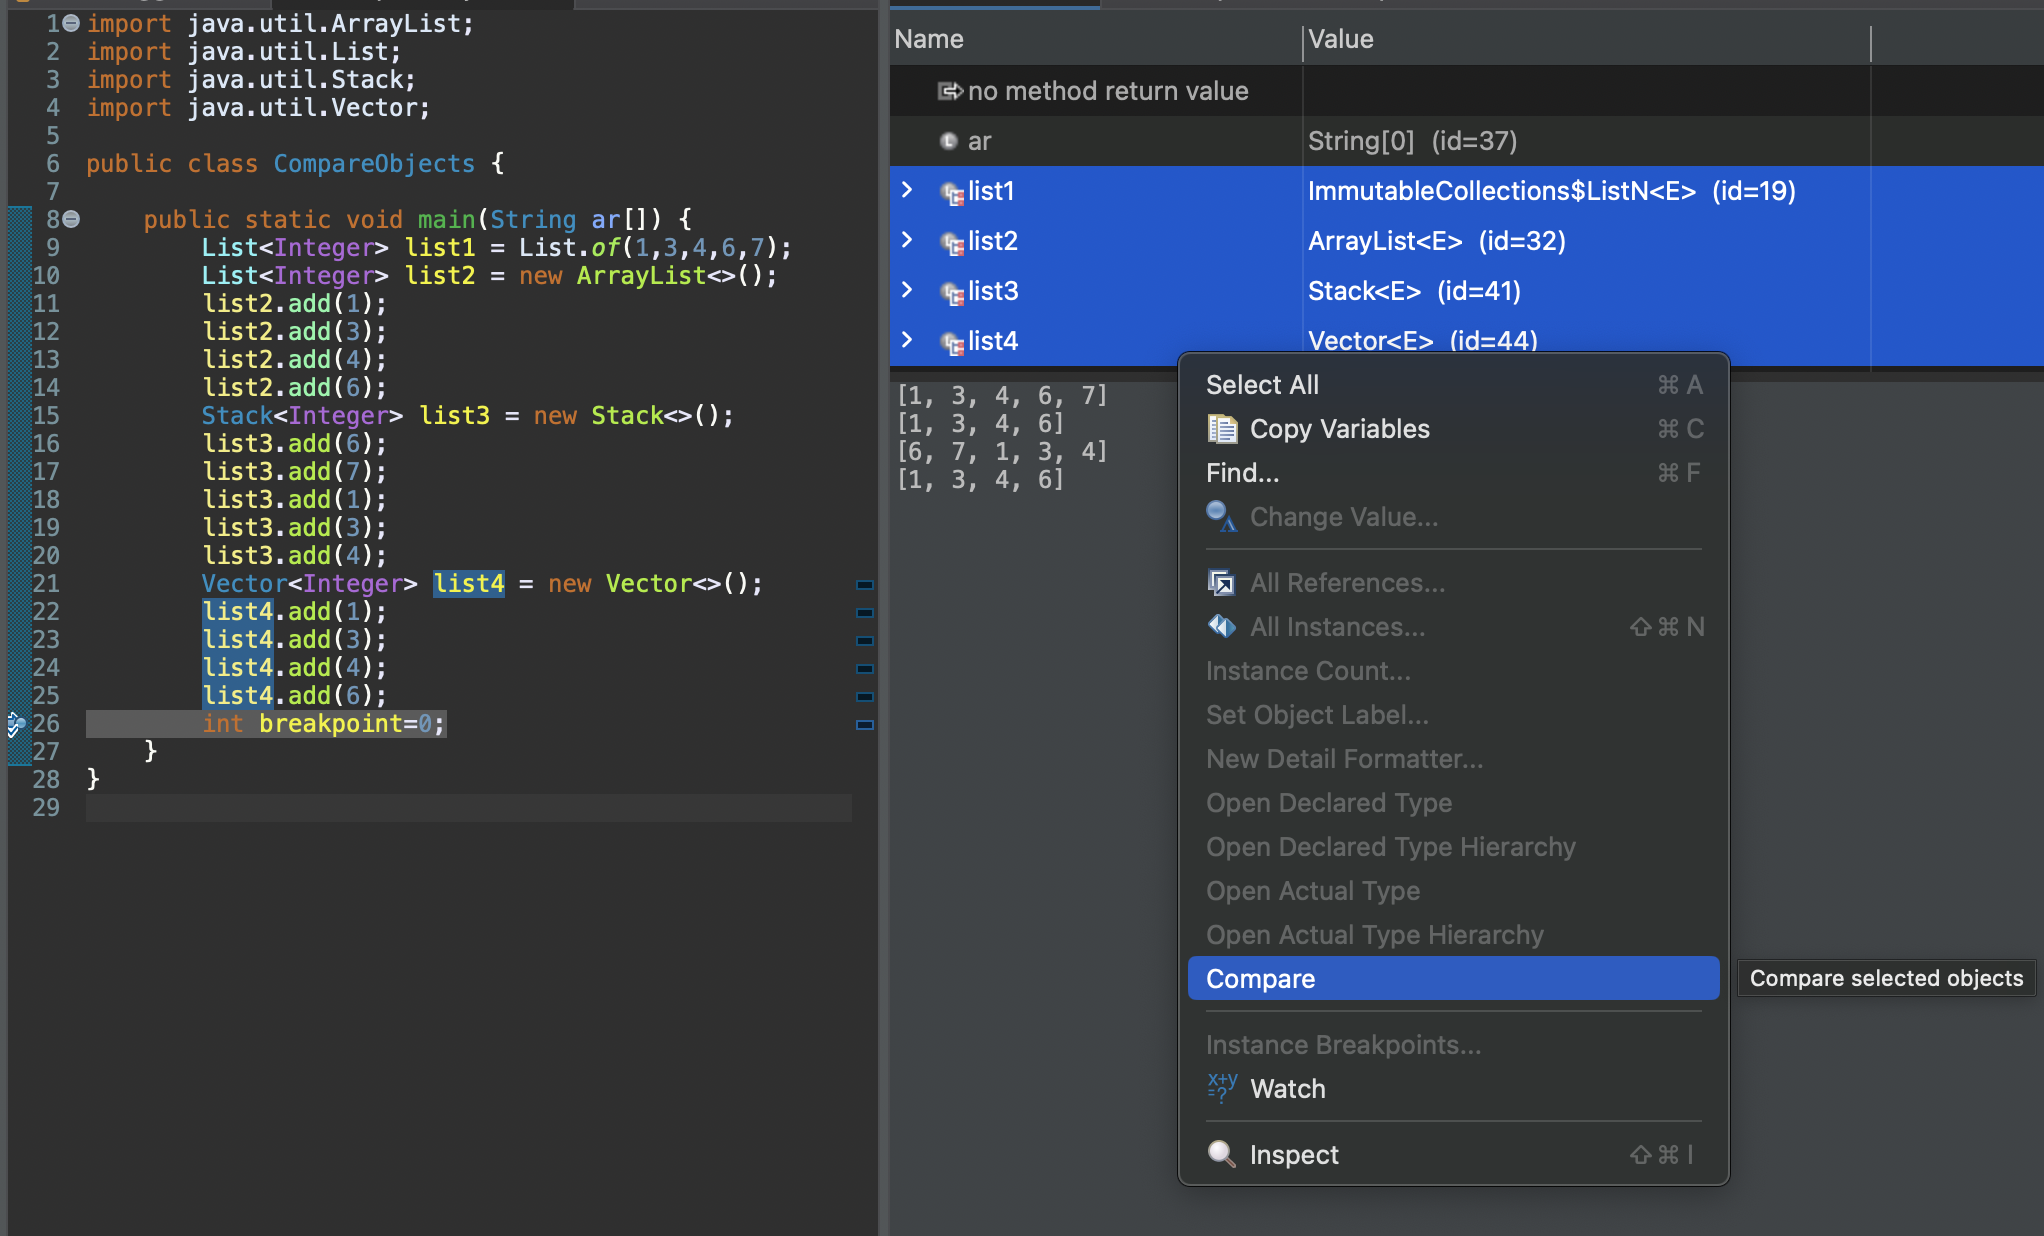 1 import java.util.ArrayList;
2 import java.util.List;
3 import java.util.Stack;
4 import java.util.Vector;
5
6 public class CompareObjects {
7
8 public static void main(String ar[]) {
9 List<Integer> list1 = List.of(1,3,4,6,7);
10 List<Integer> list2 = new ArrayList<>();
11 list2.add(1);
12 list2.add(3);
13 list2.add(4);
14 list2.add(6);
15 Stack<Integer> list3 = new Stack<>();
16 list3.add(6);
17 list3.add(7);
18 list3.add(1);
19 list3.add(3);
20 list3.add(4);
21 Vector<Integer> list4 = new Vector<>();
22 list4.add(1);
23 list4.add(3);
24 list4.add(4);
25 list4.add(6);
26 int breakpoint=0;
27 }
28 }
29
Name Value
no method return value
ar String[0] (id=37)
list1 ImmutableCollections$ListN<E> (id=19)
list2 ArrayList<E> (id=32)
list3 Stack<E> (id=41)
list4 Vector<E> (id=44)
[1, 3, 4, 6, 7]
[1, 3, 4, 6]
[6, 7, 1, 3, 4]
[1, 3, 4, 6]
Select All ⌘ A
Copy Variables ⌘ C
Find... ⌘ F
Change Value...
All References...
All Instances... ⇧ ⌘ N
Instance Count...
Set Object Label...
New Detail Formatter...
Open Declared Type
Open Declared Type Hierarchy
Open Actual Type
Open Actual Type Hierarchy
Compare
Compare selected objects
Instance Breakpoints...
x+y =? Watch
Inspect ⇧ ⌘ I